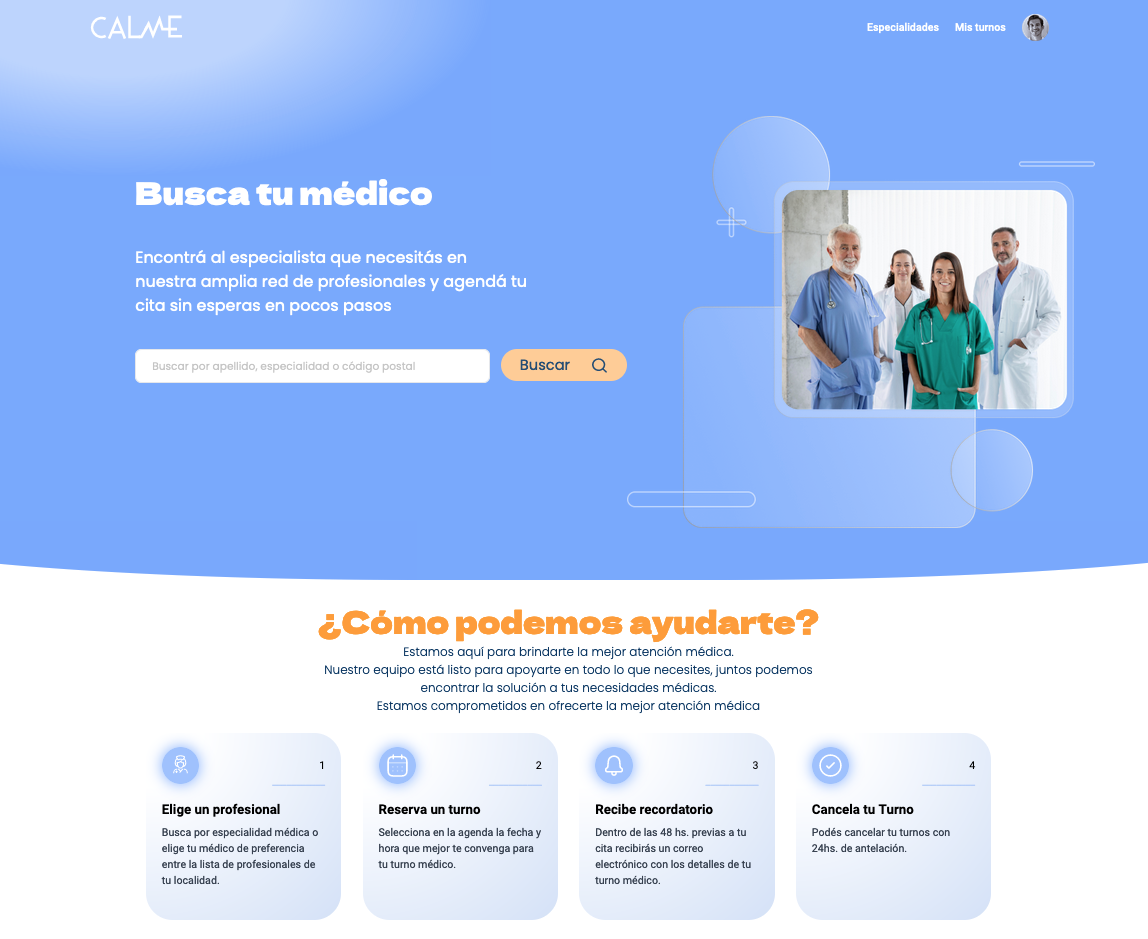 CALME
Especialidades
Mis turnos
Busca tu médico
Encontrá al especialista que necesitás en
nuestra amplia red de profesionales y agendá tu
cita sin esperas en pocos pasos
Buscar por apellido, especialidad o código postal
Buscar
¿Cómo podemos ayudarte?
Estamos aquí para brindarte la mejor atención médica.
Nuestro equipo está listo para apoyarte en todo lo que necesites, juntos podemos
encontrar la solución a tus necesidades médicas.
Estamos comprometidos en ofrecerte la mejor atención médica
1
Elige un profesional
Busca por especialidad médica o
elige tu médico de preferencia
entre la lista de profesionales de
tu localidad.
2
Reserva un turno
Selecciona en la agenda la fecha y
hora que mejor te convenga para
tu turno médico.
3
Recibe recordatorio
Dentro de las 48 hs. previas a tu
cita recibirás un correo
electrónico con los detalles de tu
turno médico.
4
Cancela tu Turno
Podés cancelar tu turnos con
24hs. de antelación.